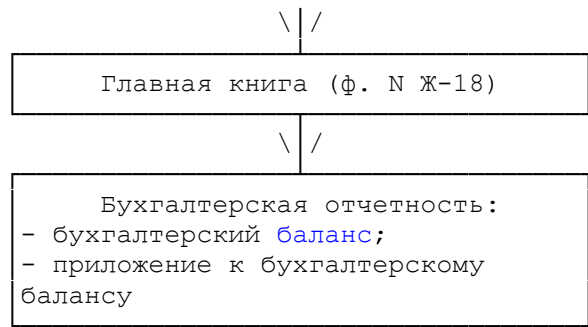 \|/
Главная книга (ф. N Ж-18)
\|/
Бухгалтерская отчетность:
- бухгалтерский баланс;
- приложение к бухгалтерскому
балансу